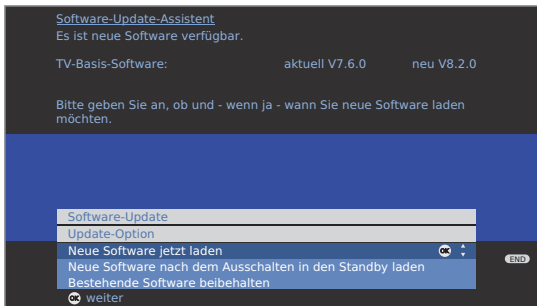 Software-Update-Assistent
Es ist neue Software verfügbar.
TV-Basis-Software: aktuell V7.6.0 neu V8.2.0
Bitte geben Sie an, ob und - wenn ja - wann Sie neue Software laden
möchten.
Software-Update
Update-Option
Neue Software jetzt laden OK
END
Neue Software nach dem Ausschalten in den Standby laden
Bestehende Software beibehalten
OK weiter